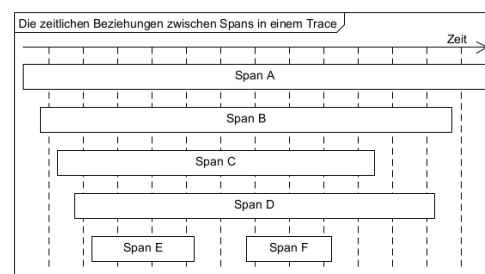 Die zeitlichen Beziehungen zwischen Spans in einem Trace
Zeit
Span A
Span B
Span C
Span D
Span E
Span F